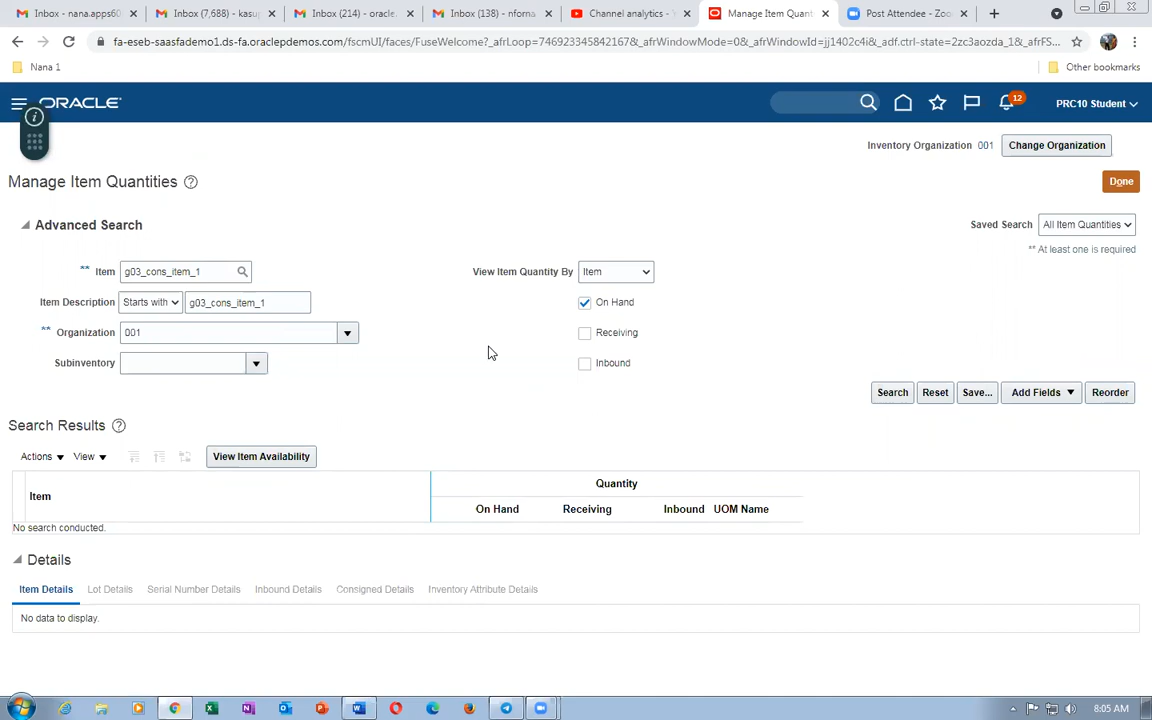 Inbox - nana.apps60
Inbox (7,688) - kasup
Inbox (214) - oracle.
Inbox (138) - nforna
Channel analytics -
Manage Item Quant
Post Attendee - Zoo
fa-eseb-saasfademo1.ds-fa.oraclepdemos.com/fscmUI/faces/FuseWelcome?_afrLoop=746923345842167&_afrWindowMode=0&_afrWindowId=jj1402c4i&_adf.ctrl-state=2zc3aozda_1&_afrFS...
Nana 1
Other bookmarks
ORACLE
12
PRC10 Student
Inventory Organization 001 Change Organization
Manage Item Quantities
Done
Advanced Search
Saved Search All Item Quantities
** At least one is required
** Item g03_cons_item_1
View Item Quantity By Item
Item Description Starts with g03_cons_item_1
On Hand
** Organization 001
Receiving
Subinventory
Inbound
Search Reset Save... Add Fields Reorder
Search Results
Actions View View Item Availability
Quantity
Item
On Hand Receiving Inbound UOM Name
No search conducted.
Details
Item Details Lot Details Serial Number Details Inbound Details Consigned Details Inventory Attribute Details
No data to display.
8:05 AM